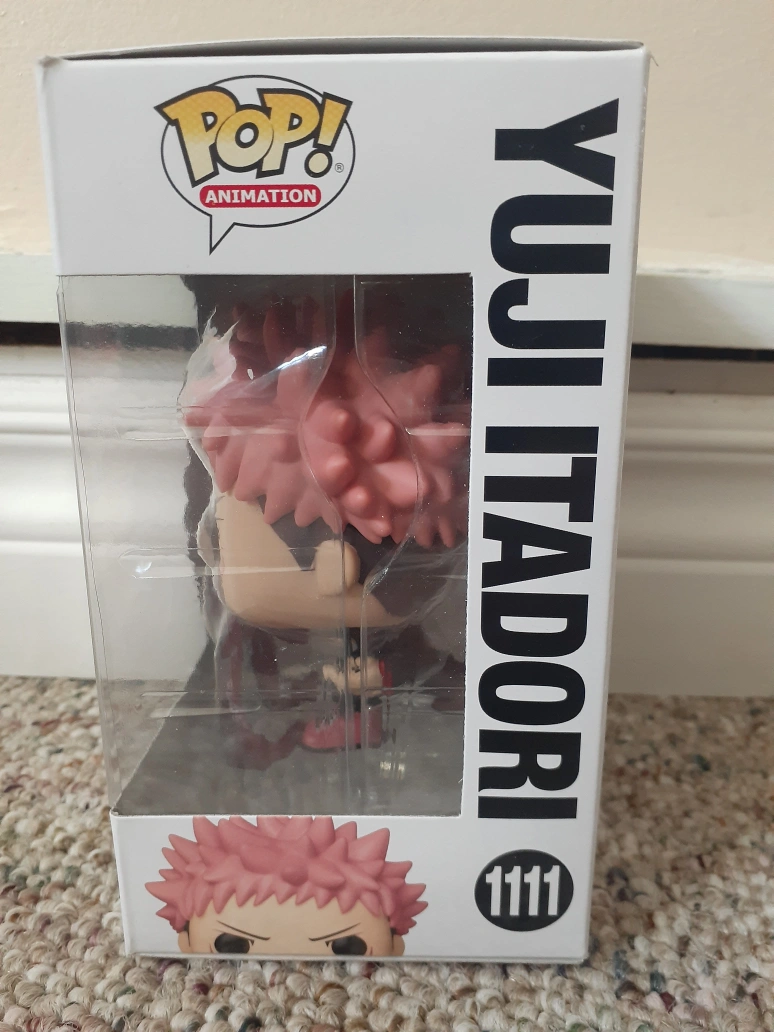 POP!®
ANIMATION
YUJI ITADORI
1111